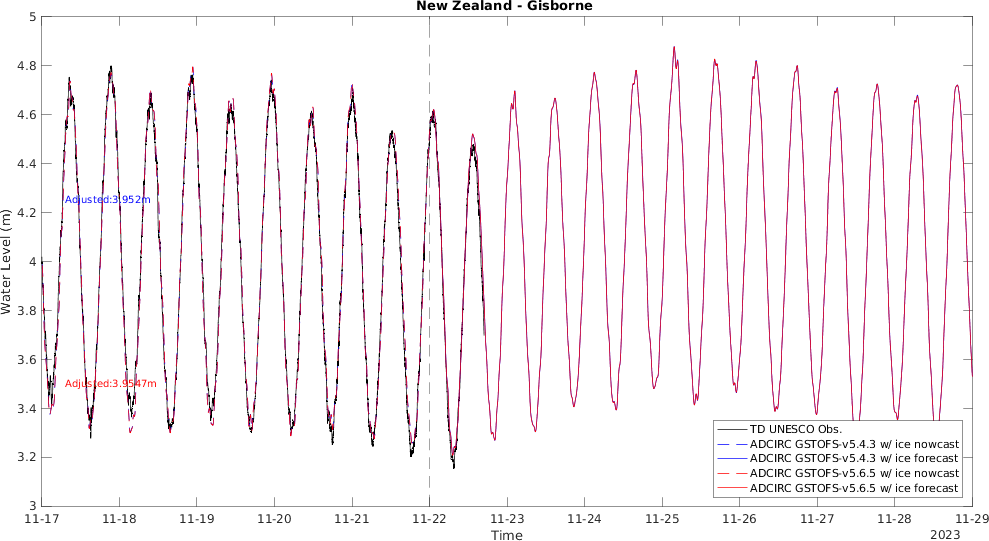 New Zealand - Gisborne
5
4.8
4.6
4.4
4.2
4
3.8
3.6
3.4
3.2
3
Water Level (m)
Adjusted:3.952m
Adjusted:3.9547m
TD UNESCO Obs.
ADCIRC GSTOFS-v5.4.3 w/ ice nowcast
ADCIRC GSTOFS-v5.4.3 w/ ice forecast
ADCIRC GSTOFS-v5.6.5 w/ ice nowcast
ADCIRC GSTOFS-v5.6.5 w/ ice forecast
11-17 11-18 11-19 11-20 11-21 11-22 11-23 11-24 11-25 11-26 11-27 11-28 11-29
Time
2023